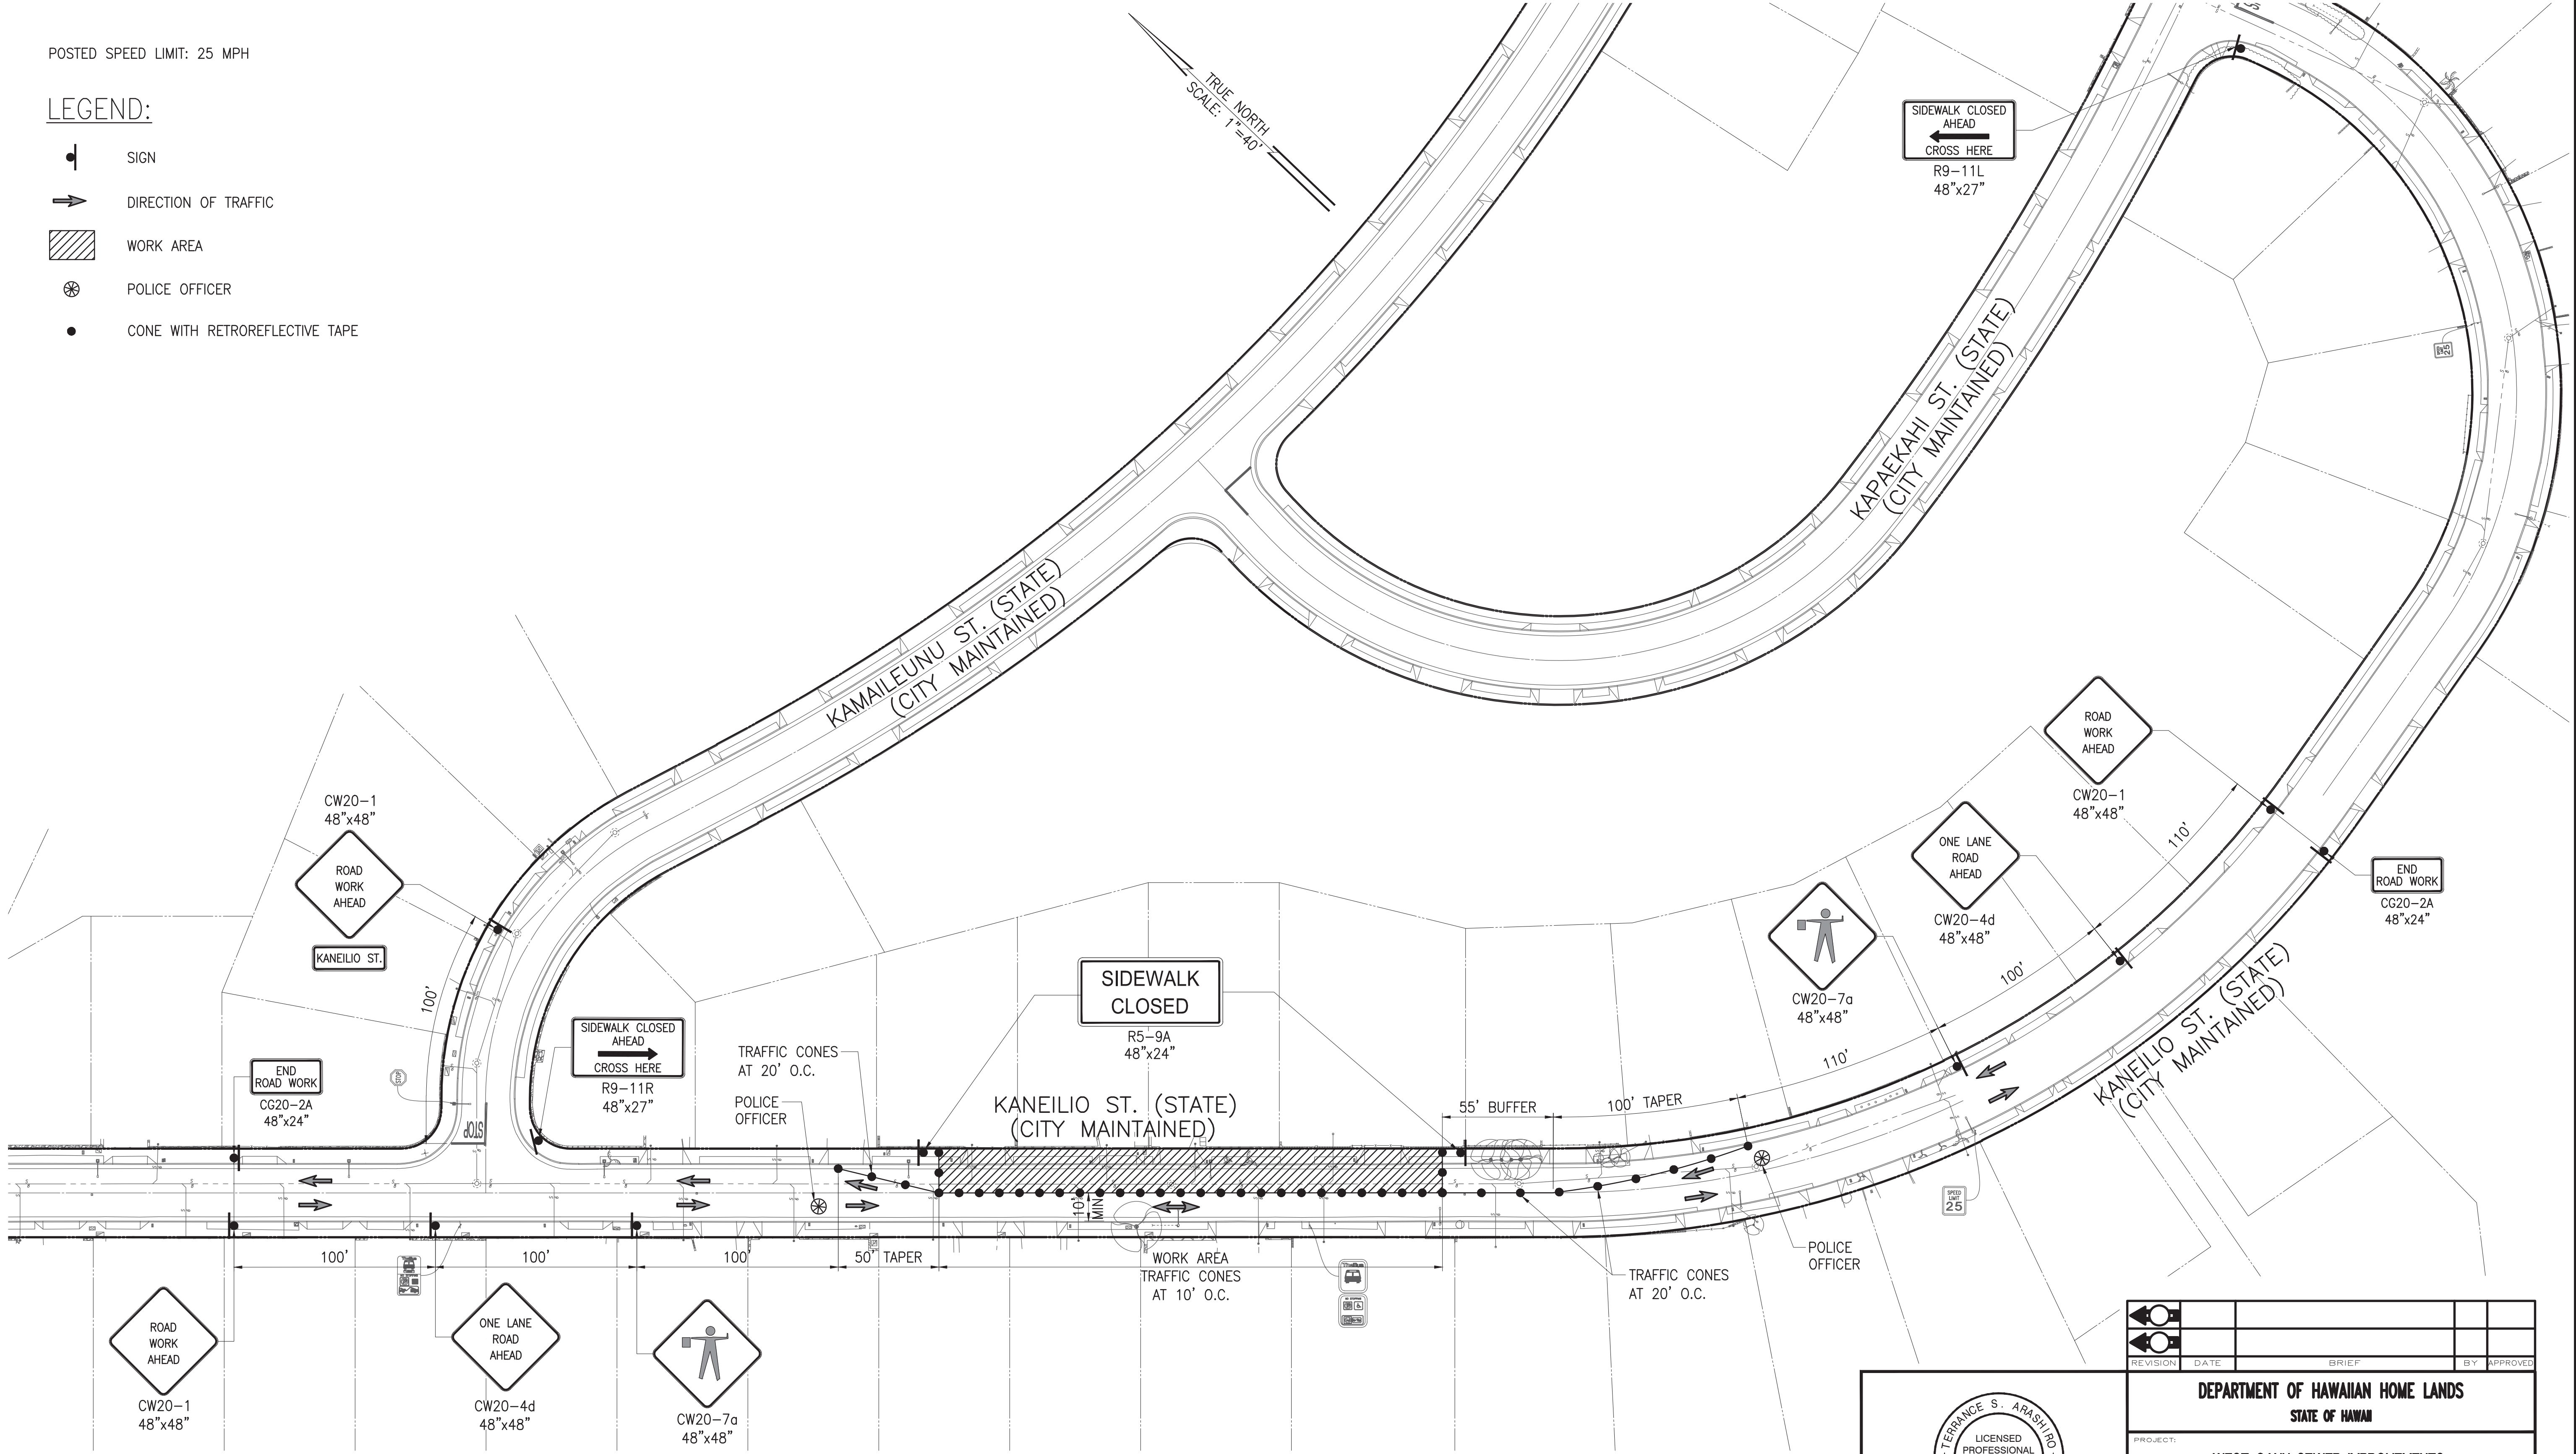 POSTED SPEED LIMIT: 25 MPH
LEGEND:
SIGN
DIRECTION OF TRAFFIC
WORK AREA
POLICE OFFICER
CONE WITH RETROREFLECTIVE TAPE
TRUE NORTH
SCALE: 1"=40'
SIDEWALK CLOSED
AHEAD
CROSS HERE
R9-11L
48"x27"
KAPAEKAHI ST. (STATE)
(CITY MAINTAINED)
KAMAILEUNU ST. (STATE)
(CITY MAINTAINED)
CW20-1
48"x48"
ROAD
WORK
AHEAD
KANEILIO ST.
100'
END
ROAD WORK
CG20-2A
48"x24"
STOP
STOP
SIDEWALK CLOSED
AHEAD
CROSS HERE
R9-11R
48"x27"
TRAFFIC CONES
AT 20' O.C.
POLICE
OFFICER
SIDEWALK
CLOSED
R5-9A
48"x24"
KANEILIO ST. (STATE)
(CITY MAINTAINED)
55' BUFFER
100' TAPER
110'
CW20-7a
48"x48"
100'
ONE LANE
ROAD
AHEAD
CW20-4d
48"x48"
110'
ROAD
WORK
AHEAD
CW20-1
48"x48"
END
ROAD WORK
CG20-2A
48"x24"
KANEILIO ST. (STATE)
(CITY MAINTAINED)
SPEED
LIMIT
25
25
10'
MIN
100'
100'
100'
50' TAPER
WORK AREA
TRAFFIC CONES
AT 10' O.C.
TRAFFIC CONES
AT 20' O.C.
POLICE
OFFICER
ROAD
WORK
AHEAD
CW20-1
48"x48"
ONE LANE
ROAD
AHEAD
CW20-4d
48"x48"
CW20-7a
48"x48"
REVISION DATE BRIEF BY APPROVED
DEPARTMENT OF HAWAIIAN HOME LANDS
STATE OF HAWAII
PROJECT:
TERRANCE S. ARASHIRO
LICENSED
PROFESSIONAL